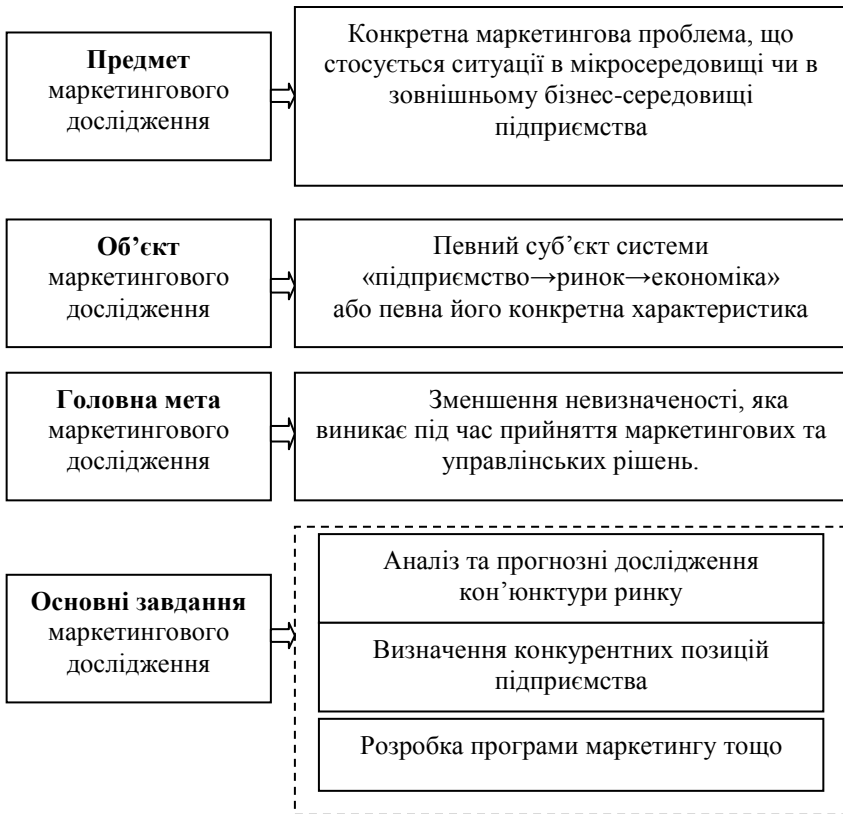 Предмет
маркетингового
дослідження
Конкретна маркетингова проблема, що
стосується ситуації в мікросередовищі чи в
зовнішньому бізнес-середовищі
підприємства
Об’єкт
маркетингового
дослідження
Певний суб’єкт системи
«підприємство→ринок→економіка»
або певна його конкретна характеристика
Головна мета
маркетингового
дослідження
Зменшення невизначеності, яка
виникає під час прийняття маркетингових та
управлінських рішень.
Основні завдання
маркетингового
дослідження
Аналіз та прогнозні дослідження
кон’юнктури ринку
Визначення конкурентних позицій
підприємства
Розробка програми маркетингу тощо